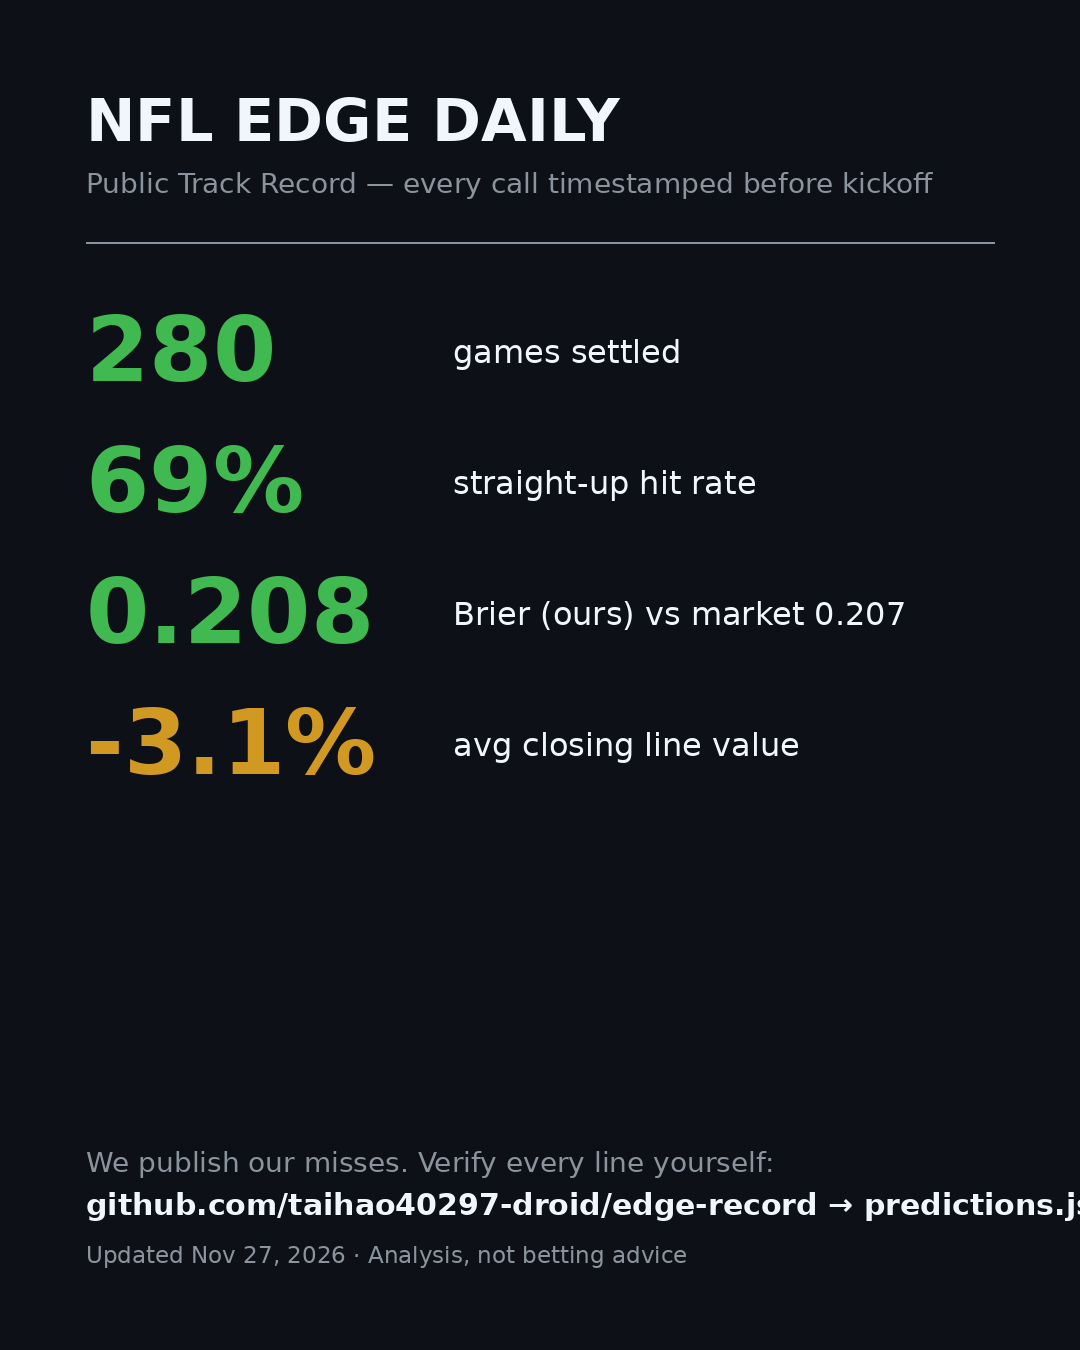 NFL EDGE DAILY
Public Track Record — every call timestamped before kickoff
280 games settled
69% straight-up hit rate
0.208 Brier (ours) vs market 0.207
-3.1% avg closing line value
We publish our misses. Verify every line yourself:
github.com/taihao40297-droid/edge-record → predictions.js
Updated Nov 27, 2026 · Analysis, not betting advice